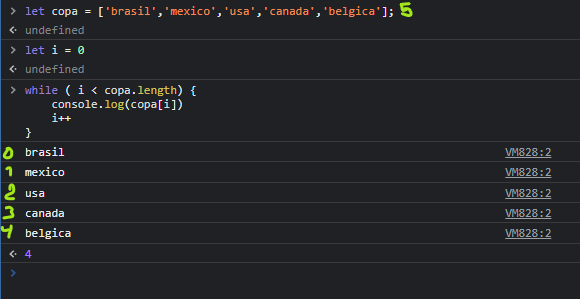 > let copa = ['brasil','mexico','usa','canada','belgica']; 5
<· undefined
> let i = 0
<· undefined
> while ( i < copa.length) {
console.log(copa[i])
i++
}
0 brasil VM828:2
1 mexico VM828:2
2 usa VM828:2
3 canada VM828:2
4 belgica VM828:2
<· 4
>